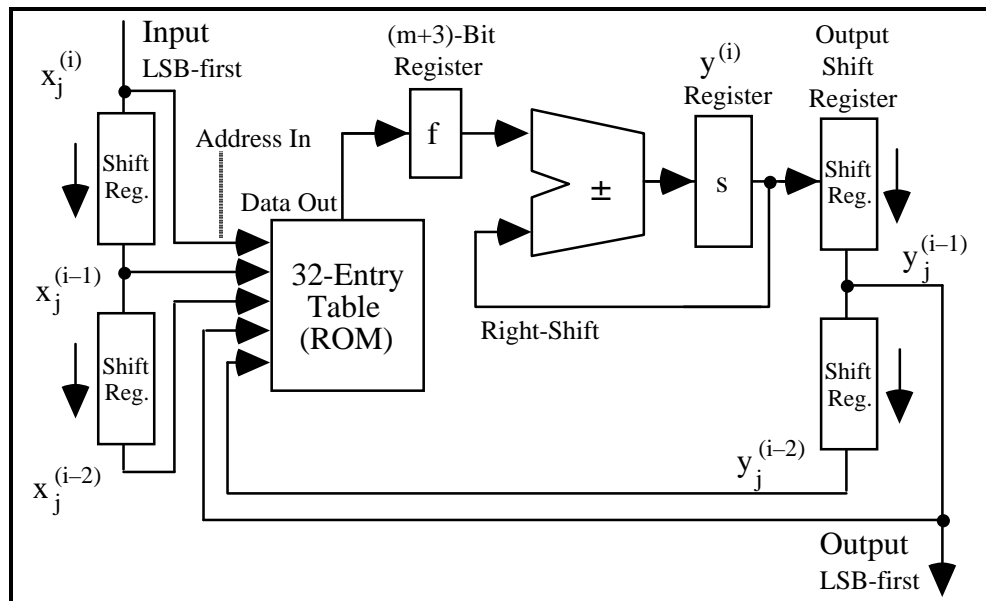 Input
LSB-first
x_j^(i)
(m+3)-Bit
Register
y^(i)
Register
Output
Shift
Register
Shift
Reg.
Address In
f
±
s
Shift
Reg.
Data Out
32-Entry
Table
(ROM)
x_j^(i–1)
y_j^(i–1)
Right-Shift
Shift
Reg.
Shift
Reg.
x_j^(i–2)
y_j^(i–2)
Output
LSB-first